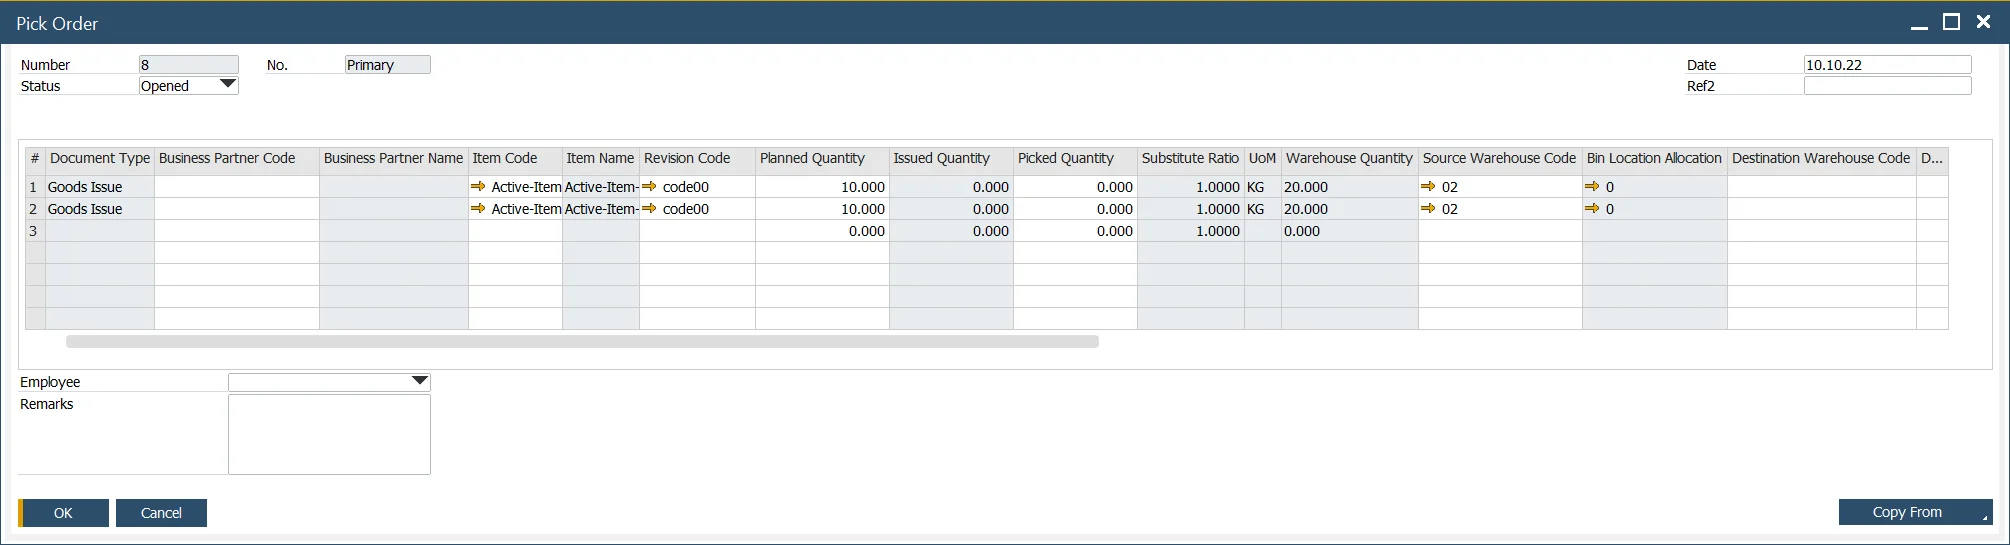 Pick Order
Number 8 No. Primary Date 10.10.22
Status Opened Ref2
# Document Type Business Partner Code Business Partner Name Item Code Item Name Revision Code Planned Quantity Issued Quantity Picked Quantity Substitute Ratio UoM Warehouse Quantity Source Warehouse Code Bin Location Allocation Destination Warehouse Code D...
1 Goods Issue Active-Item Active-Item- code00 10.000 0.000 0.000 1.0000 KG 20.000 02 0
2 Goods Issue Active-Item Active-Item- code00 10.000 0.000 0.000 1.0000 KG 20.000 02 0
3 0.000 0.000 0.000 1.0000 0.000
Employee
Remarks
OK Cancel Copy From